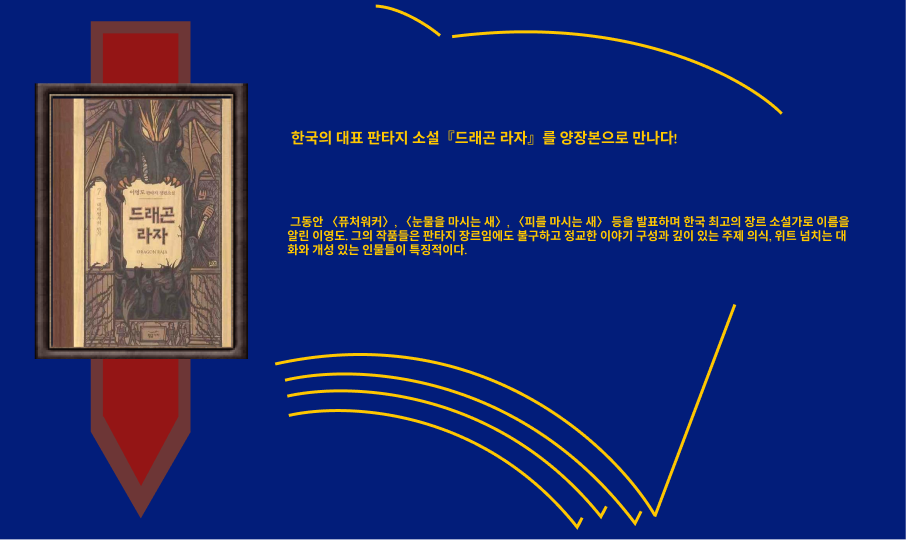 한국의 대표 판타지 소설『드래곤 라자』를 양장본으로 만나다!
그동안 〈퓨처워커〉, 〈눈물을 마시는 새〉, 〈피를 마시는 새〉 등을 발표하며 한국 최고의 장르 소설가로 이름을
알린 이영도. 그의 작품들은 판타지 장르임에도 불구하고 정교한 이야기 구성과 깊이 있는 주제 의식, 위트 넘치는 대
화와 개성 있는 인물들이 특징적이다.
이영도 판타지 장편소설
드래곤
라자
DRAGON RAJA